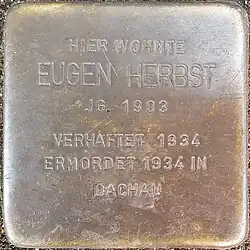 HIER WOHNTE
EUGEN HERBST
JG. 1903
VERHAFTET 1934
ERMORDET 1934 IN
DACHAU